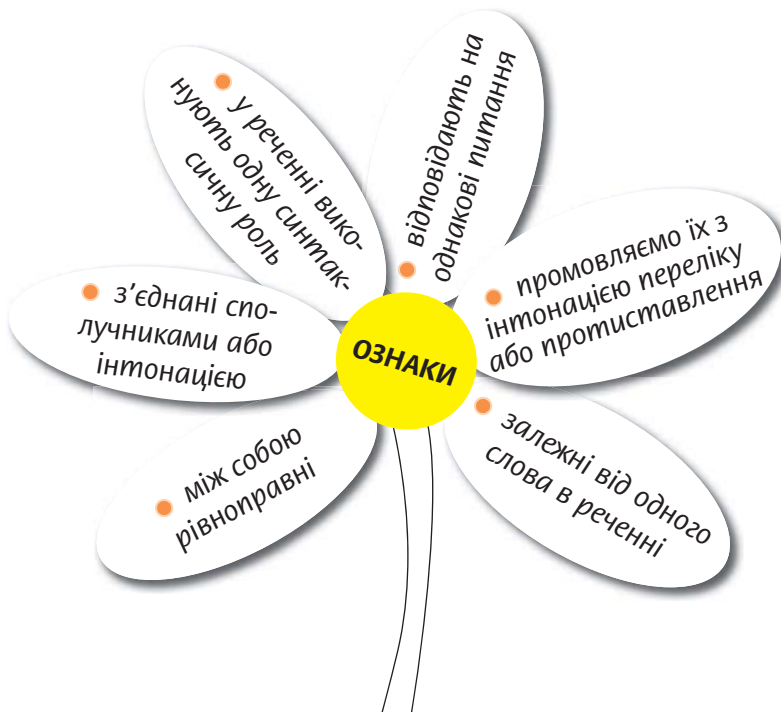 ОЗНАКИ
• між собою
рівноправні
• з’єднані спо-
лучниками або
інтонацією
• у реченні вико-
нують одну синтак-
сичну роль
• відповідають на
однакові питання
• промовляємо їх з
інтонацією переліку
або протиставлення
• залежні від одного
слова в реченні